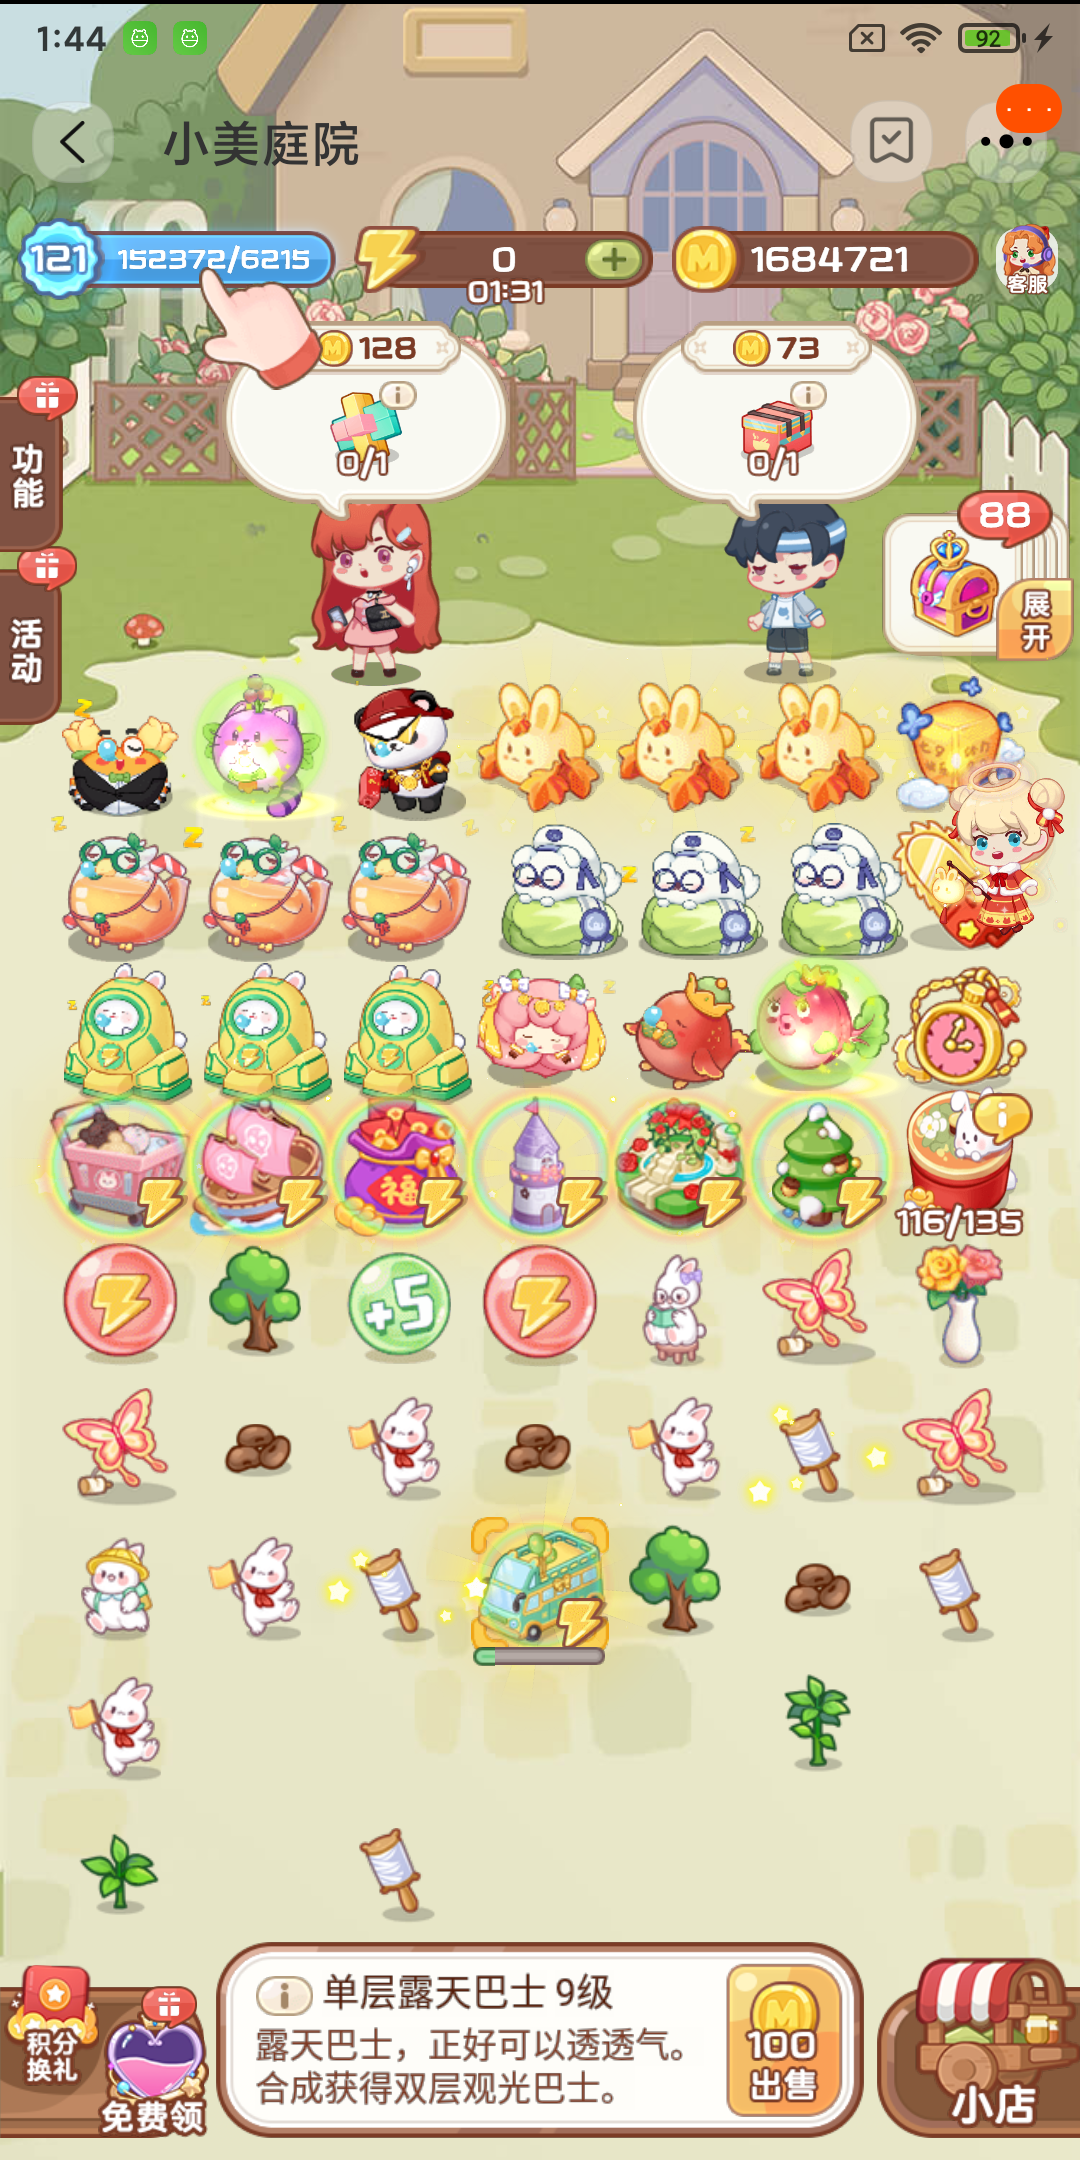 1:44
92
小美庭院
121
152372/6215
0
01:31
M
1684721
客服
M 128
0/1
M 73
0/1
功能
活动
88
展开
116/135
+5
福
单层露天巴士 9级
露天巴士，正好可以透透气。
合成获得双层观光巴士。
M
100
出售
积分
换礼
免费领
小店